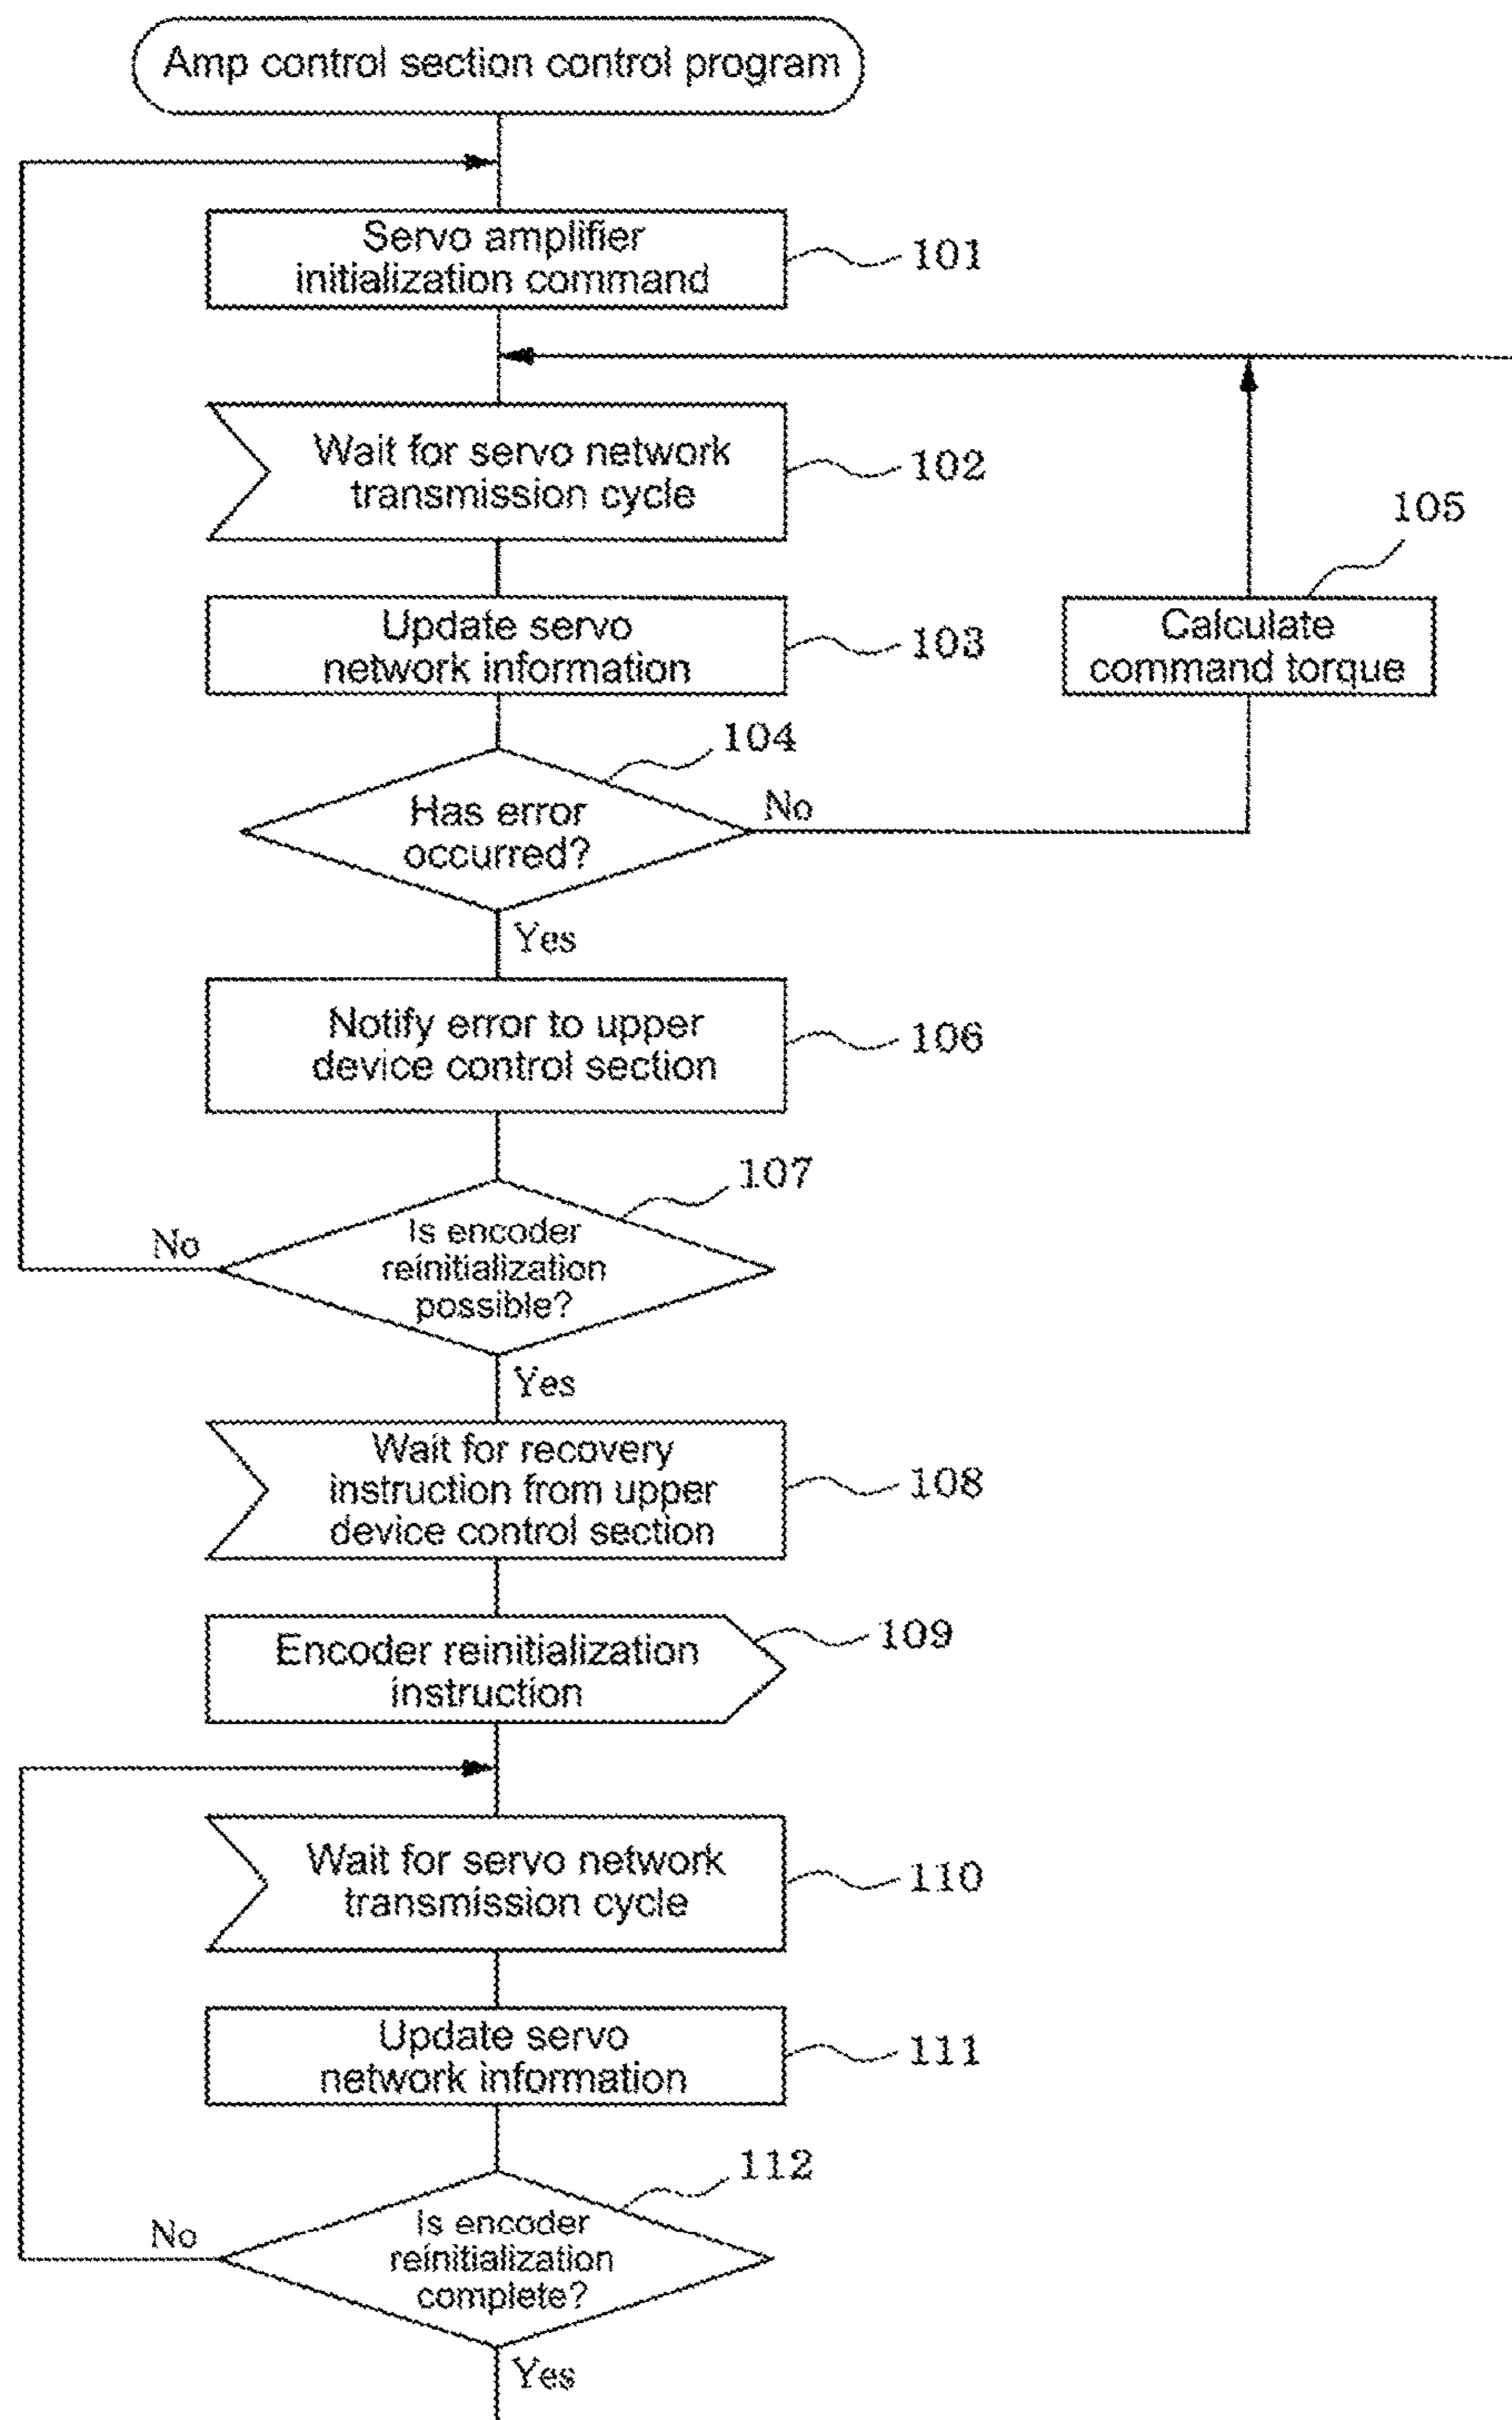 Amp control section control program
Servo amplifier
initialization command
101
Wait for servo network
transmission cycle
102
105
Update servo
network information
103
Calculate
command torque
104
Has error
occurred?
No
Yes
Notify error to upper
device control section
106
107
Is encoder
reinitialization
possible?
No
Yes
Wait for recovery
instruction from upper
device control section
108
Encoder reinitialization
instruction
109
Wait for servo network
transmission cycle
110
Update servo
network information
111
112
Is encoder
reinitialization
complete?
No
Yes